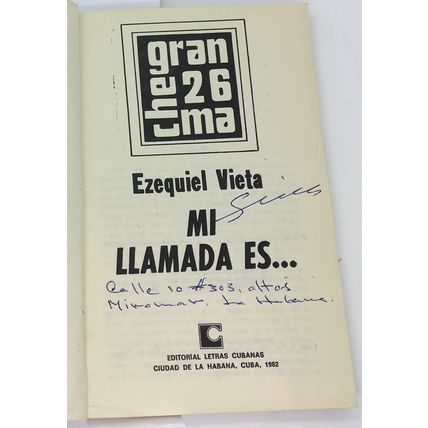 che
gran
26
ma
Ezequiel Vieta
MI
LLAMADA ES...
Calle 10 #303, altos
Miramar. La Habana.
C
EDITORIAL LETRAS CUBANAS
CIUDAD DE LA HABANA, CUBA, 1982